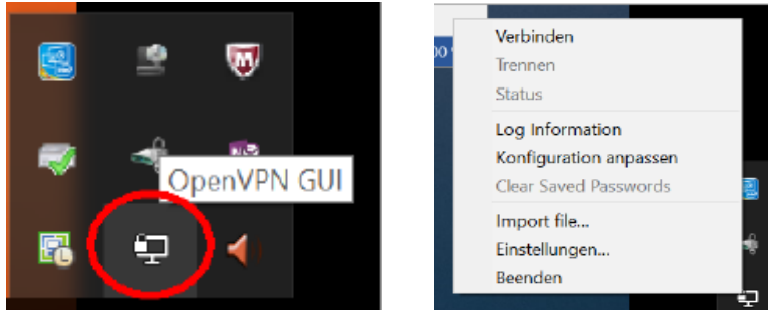 OpenVPN GUI
Verbinden
Trennen
Status
Log Information
Konfiguration anpassen
Clear Saved Passwords
Import file...
Einstellungen...
Beenden